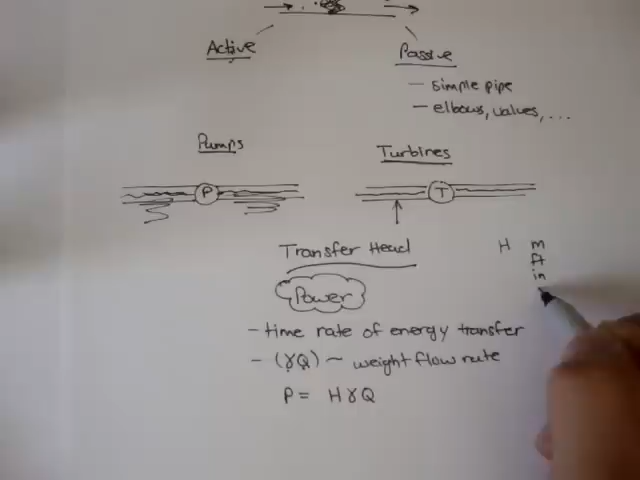 Active
Passive
- simple pipe
- elbows, valves, ...
Pumps
Turbines
P
T
Transfer Head
H m
ft
in
Power
- time rate of energy transfer
- (γQ) ~ weight flow rate
P = HγQ